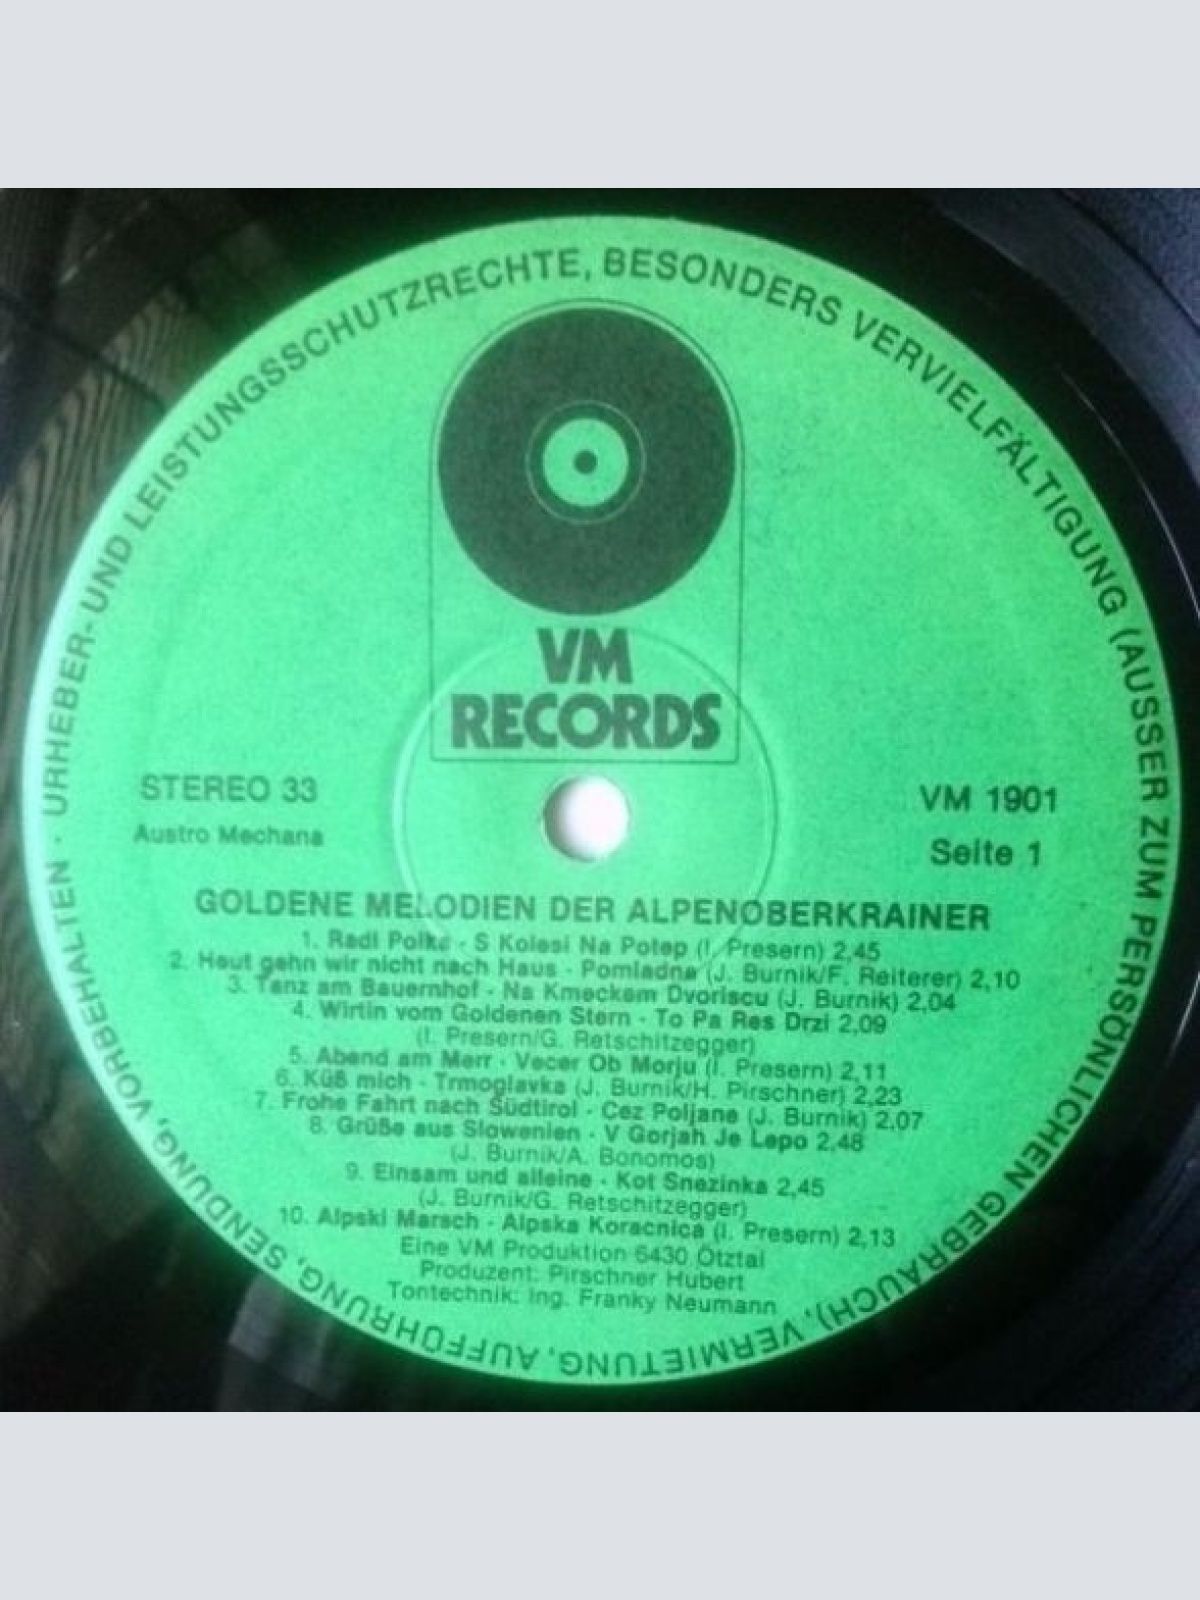 URHEBER- UND LEISTUNGSSCHUTZRECHTE, BESONDERS VERVIELFÄLTIGUNG (AUSSER ZUM PERSÖNLICHEN GEBRAUCH), VERMIETUNG, AUFFÜHRUNG, SENDUNG, VORBEHALTEN ·
VM
RECORDS
STEREO 33
VM 1901
Austro Mechana
Seite 1
GOLDENE MELODIEN DER ALPENOBERKRAINER
1. Radl Polka - S Kolesi Na Potep (I. Presern) 2,45
2. Heut gehn wir nicht nach Haus - Pomladna (J. Burnik/F. Reiterer) 2,10
3. Tanz am Bauernhof - Na Kmeckem Dvoriscu (J. Burnik) 2,04
4. Wirtin vom Goldenen Stern - To Pa Res Drzi 2,09
(I. Presern/G. Retschitzegger)
5. Abend am Merr - Vecer Ob Morju (I. Presern) 2,11
6. Küß mich - Trmoglavka (J. Burnik/H. Pirschner) 2,23
7. Frohe Fahrt nach Südtirol - Cez Poljane (J. Burnik) 2,07
8. Grüße aus Slowenien - V Gorjah Je Lepo 2,48
(J. Burnik/A. Bonomos)
9. Einsam und alleine - Kot Snezinka 2,45
(J. Burnik/G. Retschitzegger)
10. Alpski Marsch - Alpska Koracnica (I. Presern) 2,13
Eine VM Produktion 6430 Ötztal
Produzent: Pirschner Hubert
Tontechnik: Ing. Franky Neumann